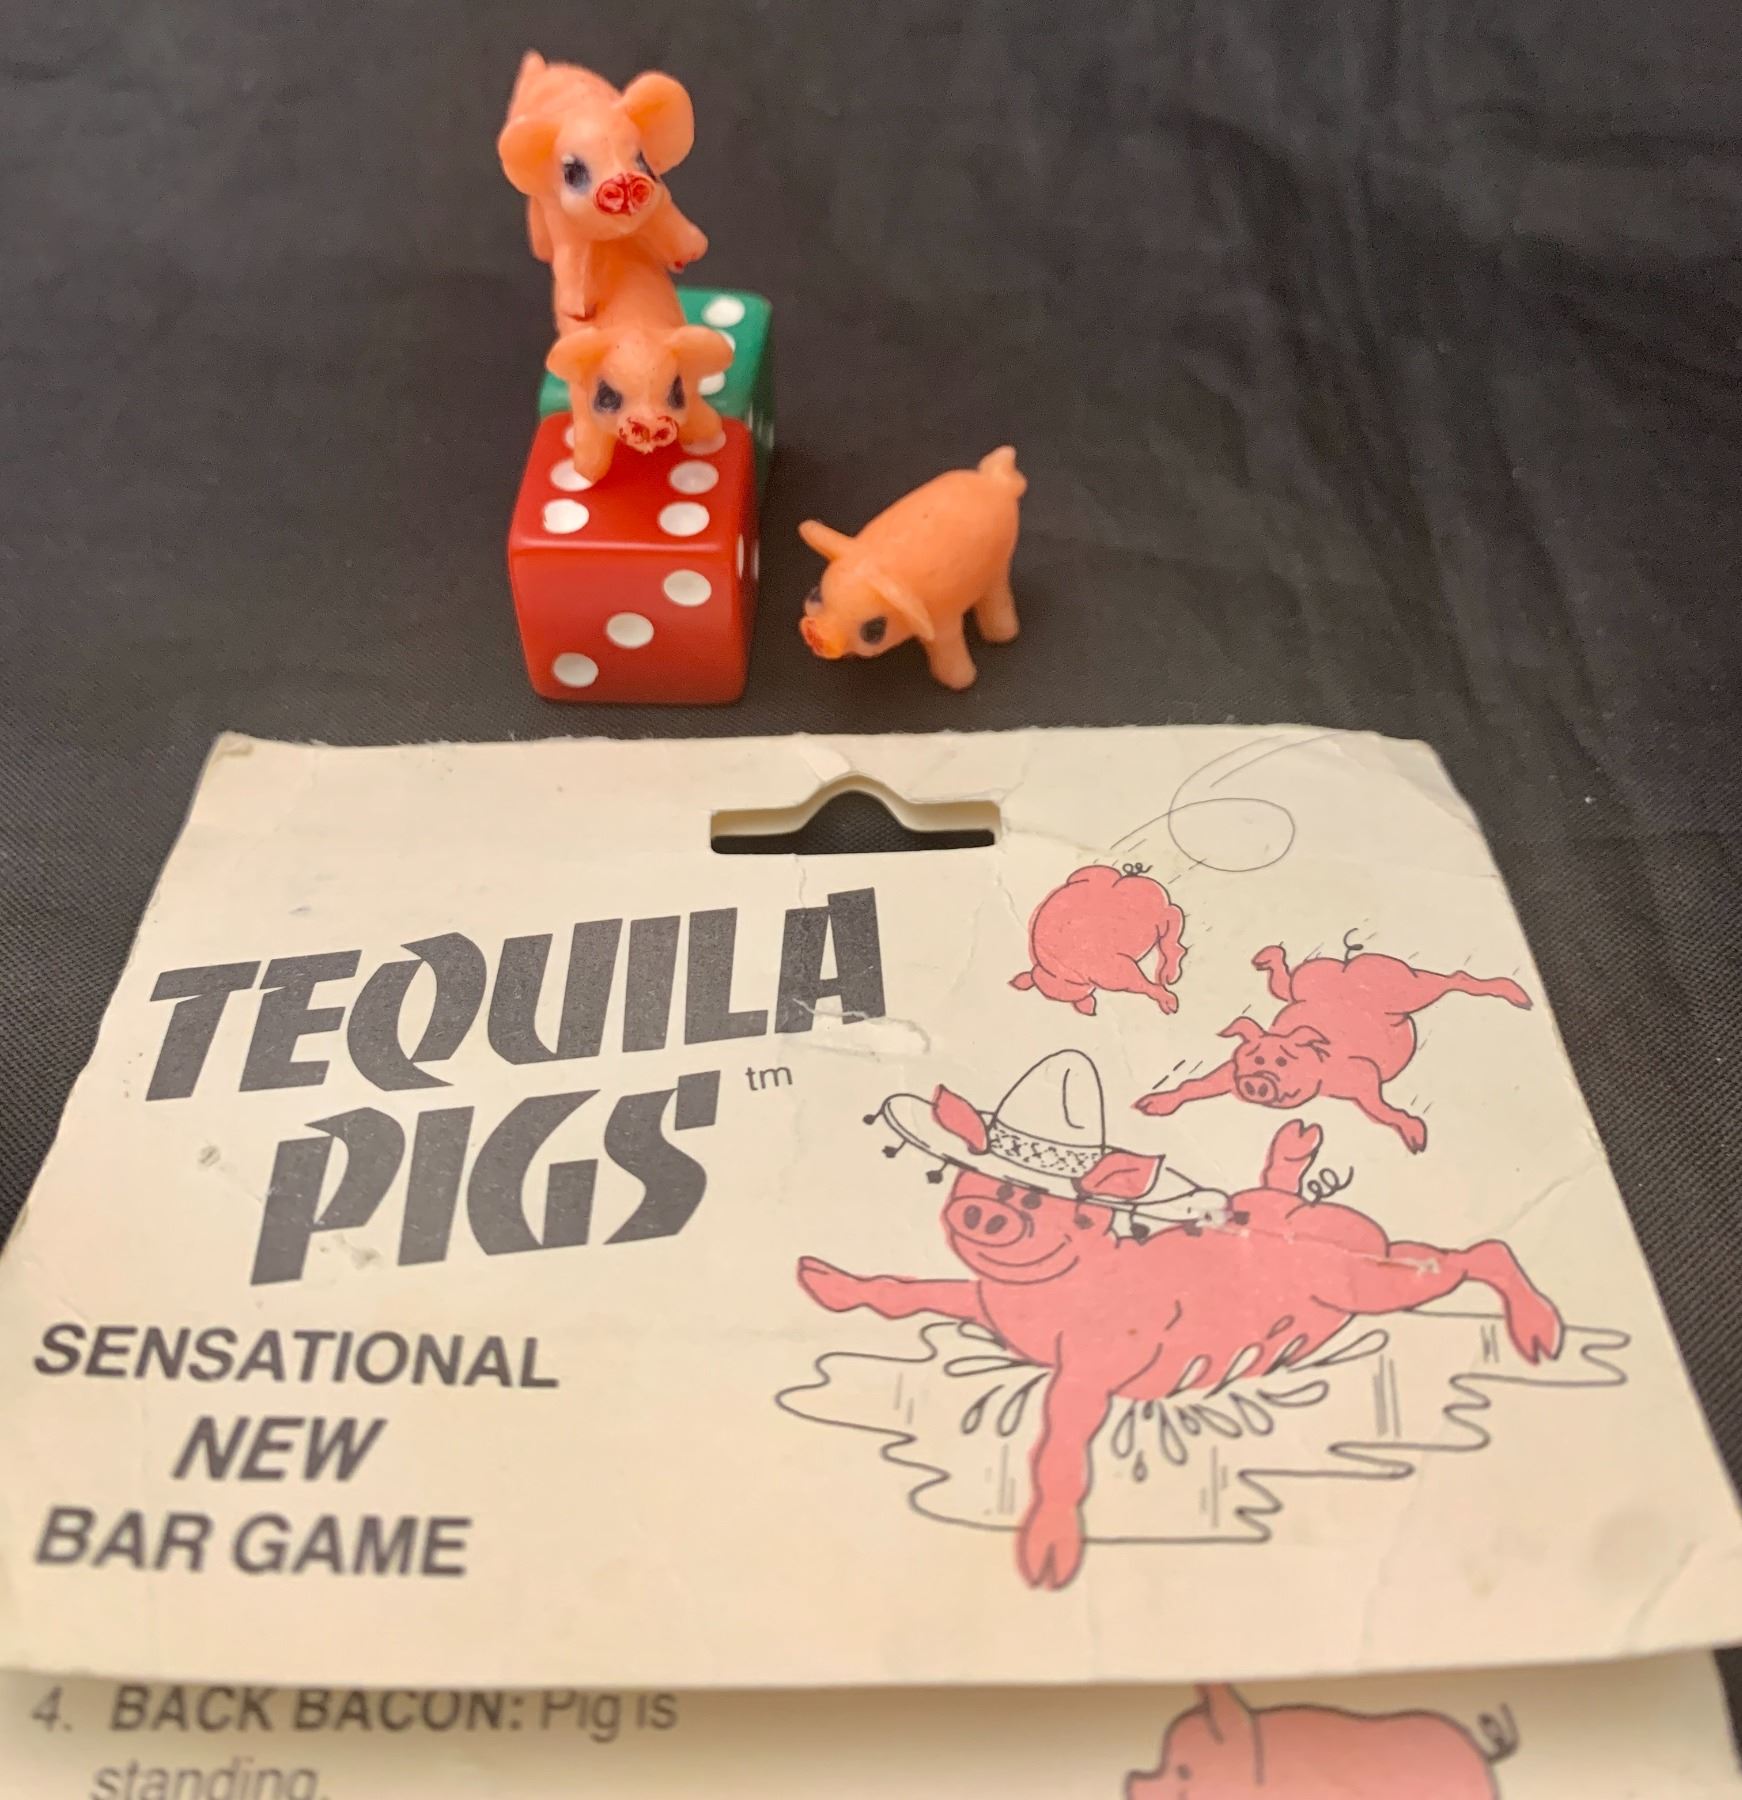 TEQUILA
PIGS tm
SENSATIONAL
NEW
BAR GAME
4. BACK BACON: Pig is
standing.